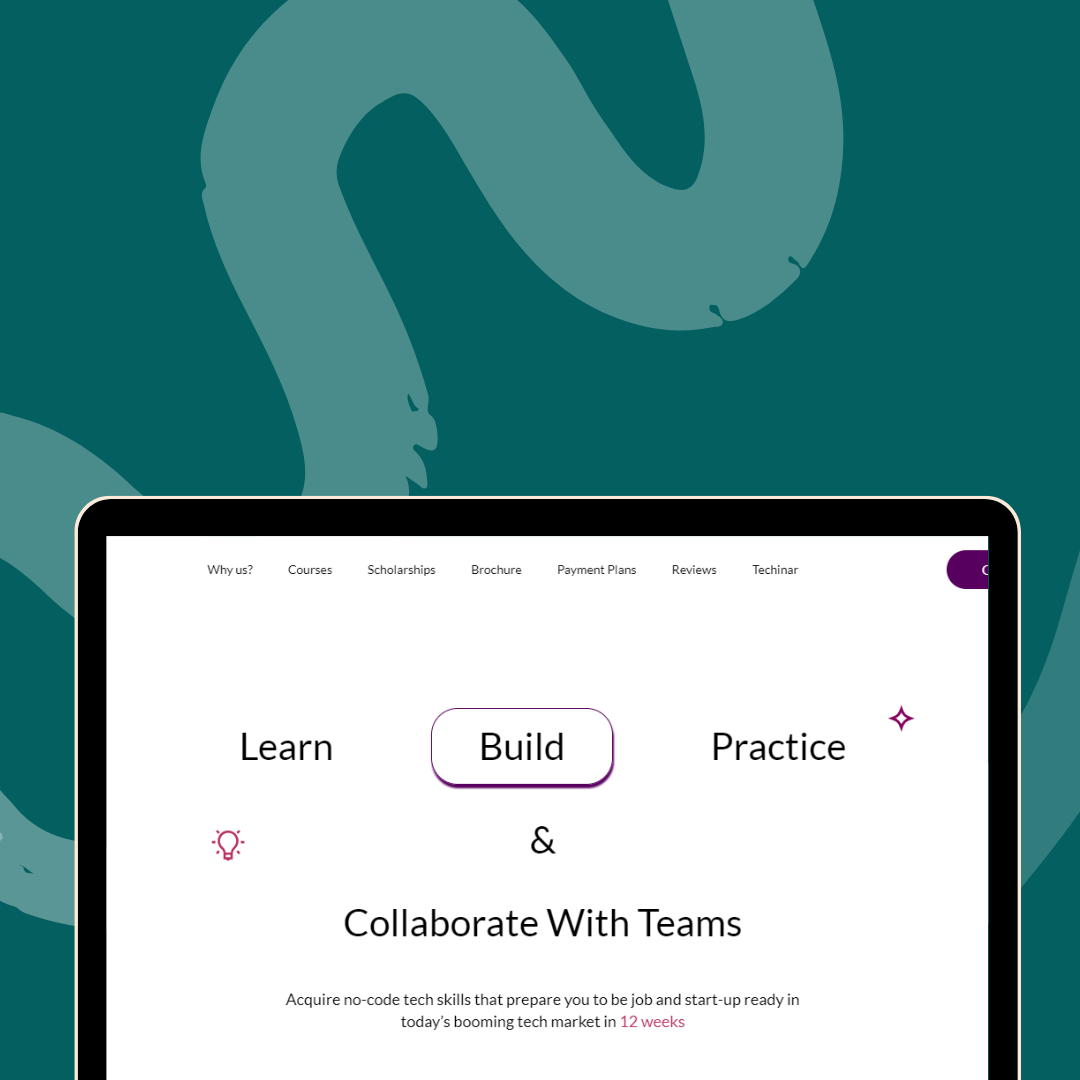 Why us? Courses Scholarships Brochure Payment Plans Reviews Techinar
Learn Build Practice
&
Collaborate With Teams
Acquire no-code tech skills that prepare you to be job and start-up ready in
today’s booming tech market in 12 weeks